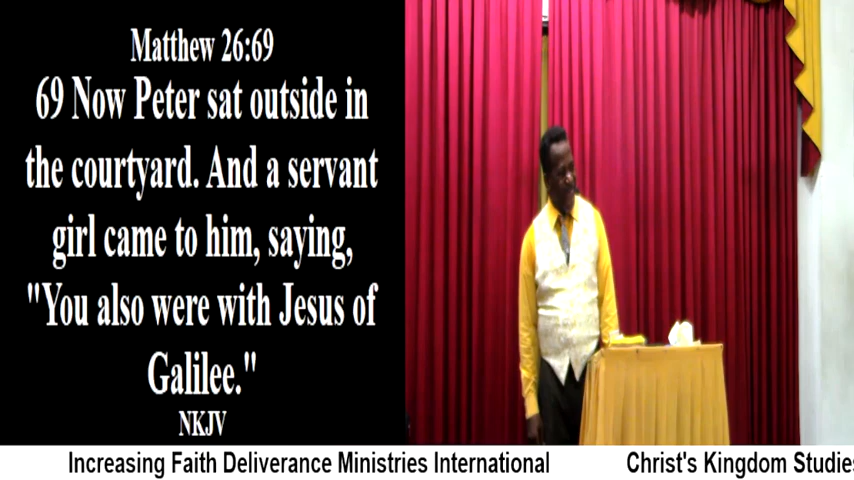 Matthew 26:69
69 Now Peter sat outside in
the courtyard. And a servant
girl came to him, saying,
"You also were with Jesus of
Galilee."
NKJV
Increasing Faith Deliverance Ministries International
Christ's Kingdom Studies